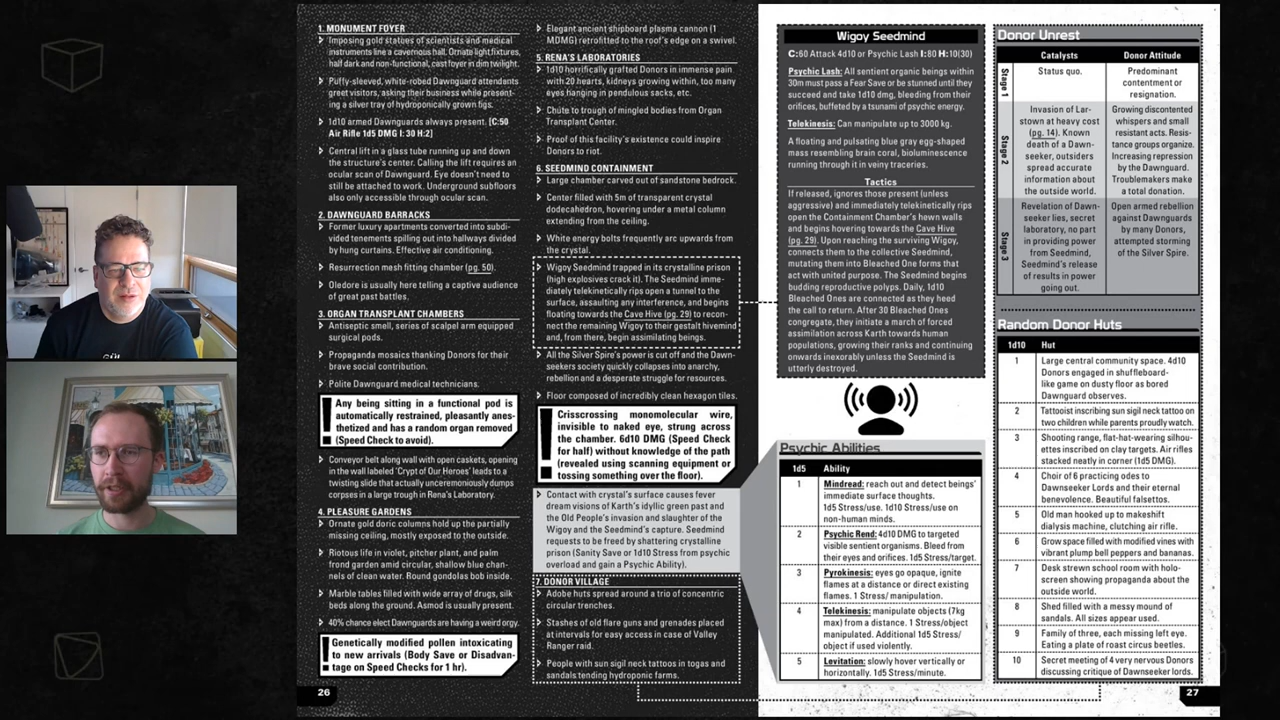 1. MONUMENT FOYER
Imposing gold statues of scientists and medical
instruments line a cavernous hall. Ornate light fixtures,
half dark and non-functional, cast foyer in dim twilight.
Puffy-sleeved, white-robed Dawnguard attendants
greet visitors, asking their business while present-
ing a silver tray of hydroponically grown figs.
1d10 armed Dawnguards always present. [C:50
Air Rifle 1d5 DMG I: 30 H:2]
Central lift in a glass tube running up and down
the structure's center. Calling the lift requires an
ocular scan of Dawnguard. Eye doesn't need to
still be attached to work. Underground subfloors
also only accessible through ocular scan.
2. DAWNGUARD BARRACKS
Former luxury apartments converted into subdi-
vided tenements spilling out into hallways divided
by hung curtains. Effective air conditioning.
Resurrection mesh fitting chamber (pg. 50).
Oledore is usually here telling a captive audience
of great past battles.
3. ORGAN TRANSPLANT CHAMBERS
Antiseptic smell, series of scalpel arm equipped
surgical pods.
Propaganda mosaics thanking Donors for their
brave social contribution.
Polite Dawnguard medical technicians.
! Any being sitting in a functional pod is
automatically restrained, pleasantly anes-
thetized and has a random organ removed
(Speed Check to avoid).
Conveyor belt along wall with open caskets, opening
in the wall labeled 'Crypt of Our Heroes' leads to a
twisting slide that actually unceremoniously dumps
corpses in a large trough in Rena's Laboratory.
4. PLEASURE GARDENS
Ornate gold doric columns hold up the partially
missing ceiling, mostly exposed to the outside.
Riotous life in violet, pitcher plant, and palm
frond garden amid circular, shallow blue chan-
nels of clean water. Round gondolas bob inside.
Marble tables filled with wide array of drugs, silk
beds along the ground. Asmod is usually present.
40% chance elect Dawnguards are having a weird orgy.
! Genetically modified pollen intoxicating
to new arrivals (Body Save or Disadvan-
tage on Speed Checks for 1 hr).
26
Elegant ancient shipboard plasma cannon (1
MDMG) retrofitted to the roof's edge on a swivel.
5. RENA'S LABORATORIES
1d10 horrifically grafted Donors in immense pain
with 20 hearts, kidneys growing within, too many
eyes hanging in pendulous sacks, etc.
Chute to trough of mingled bodies from Organ
Transplant Center.
Proof of this facility's existence could inspire
Donors to riot.
6. SEEDMIND CONTAINMENT
Large chamber carved out of sandstone bedrock.
Center filled with 5m of transparent crystal
dodecahedron, hovering under a metal column
extending from the ceiling.
White energy bolts frequently arc upwards from
the crystal.
Wigoy Seedmind trapped in its crystalline prison
(high explosives crack it). The Seedmind imme-
diately telekinetically rips open a tunnel to the
surface, assaulting any interference, and begins
floating towards the Cave Hive (pg. 29) to recon-
nect the remaining Wigoy to their gestalt hivemind
and, from there, begin assimilating beings.
All the Silver Spire's power is cut off and the Dawn-
seekers society quickly collapses into anarchy,
rebellion and a desperate struggle for resources.
Floor composed of incredibly clean hexagon tiles.
! Crisscrossing monomolecular wire,
invisible to naked eye, strung across
the chamber. 6d10 DMG (Speed Check
for half) without knowledge of the path
(revealed using scanning equipment or
tossing something over the floor).
Contact with crystal's surface causes fever
dream visions of Karth's idyllic green past and
the Old People's invasion and slaughter of the
Wigoy and the Seedmind's capture. Seedmind
requests to be freed by shattering crystalline
prison (Sanity Save or 1d10 Stress from psychic
overload and gain a Psychic Ability).
7. DONOR VILLAGE
Adobe huts spread around a trio of concentric
circular trenches.
Stashes of old flare guns and grenades placed
at intervals for easy access in case of Valley
Ranger raid.
People with sun sigil neck tattoos in togas and
sandals tending hydroponic farms.
Wigoy Seedmind
C:60 Attack 4d10 or Psychic Lash I:80 H:10(30)
Psychic Lash: All sentient organic beings within
30m must pass a Fear Save or be stunned until they
succeed and take 1d10 dmg, bleeding from their
orifices, buffeted by a tsunami of psychic energy.
Telekinesis: Can manipulate up to 3000 kg.
A floating and pulsating blue gray egg-shaped
mass resembling brain coral, bioluminescence
running through it in veiny traceries.
Tactics
If released, ignores those present (unless
aggressive) and immediately telekinetically rips
open the Containment Chamber's hewn walls
and begins hovering towards the Cave Hive
(pg. 29). Upon reaching the surviving Wigoy,
connects them to the collective Seedmind,
mutating them into Bleached One forms that
act with united purpose. The Seedmind begins
budding reproductive polyps. Daily, 1d10
Bleached Ones are connected as they heed
the call to return. After 30 Bleached Ones
congregate, they initiate a march of forced
assimilation across Karth towards human
populations, growing their ranks and continuing
onwards inexorably unless the Seedmind is
utterly destroyed.
Psychic Abilities
1d5 Ability
1 Mindread: reach out and detect beings'
immediate surface thoughts.
1d5 Stress/use. 1d10 Stress/use on
non-human minds.
2 Psychic Rend: 4d10 DMG to targeted
visible sentient organisms. Bleed from
their eyes and orifices. 1d5 Stress/target.
3 Pyrokinesis: eyes go opaque, ignite
flames at a distance or direct existing
flames. 1 Stress/ manipulation.
4 Telekinesis: manipulate objects (7kg
max) from a distance. 1 Stress/object
manipulated. Additional 1d5 Stress/
object if used violently.
5 Levitation: slowly hover vertically or
horizontally. 1d5 Stress/minute.
Donor Unrest
Catalysts Donor Attitude
Stage 1
Status quo.
Predominant
contentment or
resignation.
Stage 2
Invasion of Lar-
stown at heavy cost
(pg. 14). Known
death of a Dawn-
seeker, outsiders
spread accurate
information about
the outside world.
Growing discontented
whispers and small
resistant acts. Resis-
tance groups organize.
Increasing repression
by the Dawnguard.
Troublemakers make
a total donation.
Stage 3
Revelation of Dawn-
seeker lies, secret
laboratory, no part
in providing power
from Seedmind,
Seedmind's release
of results in power
going out.
Open armed rebellion
against Dawnguards
by many Donors,
attempted storming
of the Silver Spire.
Random Donor Huts
1d10 Hut
1 Large central community space. 4d10
Donors engaged in shuffleboard-
like game on dusty floor as bored
Dawnguard observes.
2 Tattooist inscribing sun sigil neck tattoo on
two children while parents proudly watch.
3 Shooting range, flat-hat-wearing silhou-
ettes inscribed on clay targets. Air rifles
stacked neatly in corner (1d5 DMG).
4 Choir of 6 practicing odes to
Dawnseeker Lords and their eternal
benevolence. Beautiful falsettos.
5 Old man hooked up to makeshift
dialysis machine, clutching air rifle.
6 Grow space filled with modified vines with
vibrant plump bell peppers and bananas.
7 Desk strewn school room with holo-
screen showing propaganda about the
outside world.
8 Shed filled with a messy mound of
sandals. All sizes appear used.
9 Family of three, each missing left eye.
Eating a plate of roast circus beetles.
10 Secret meeting of 4 very nervous Donors
discussing critique of Dawnseeker lords.
27